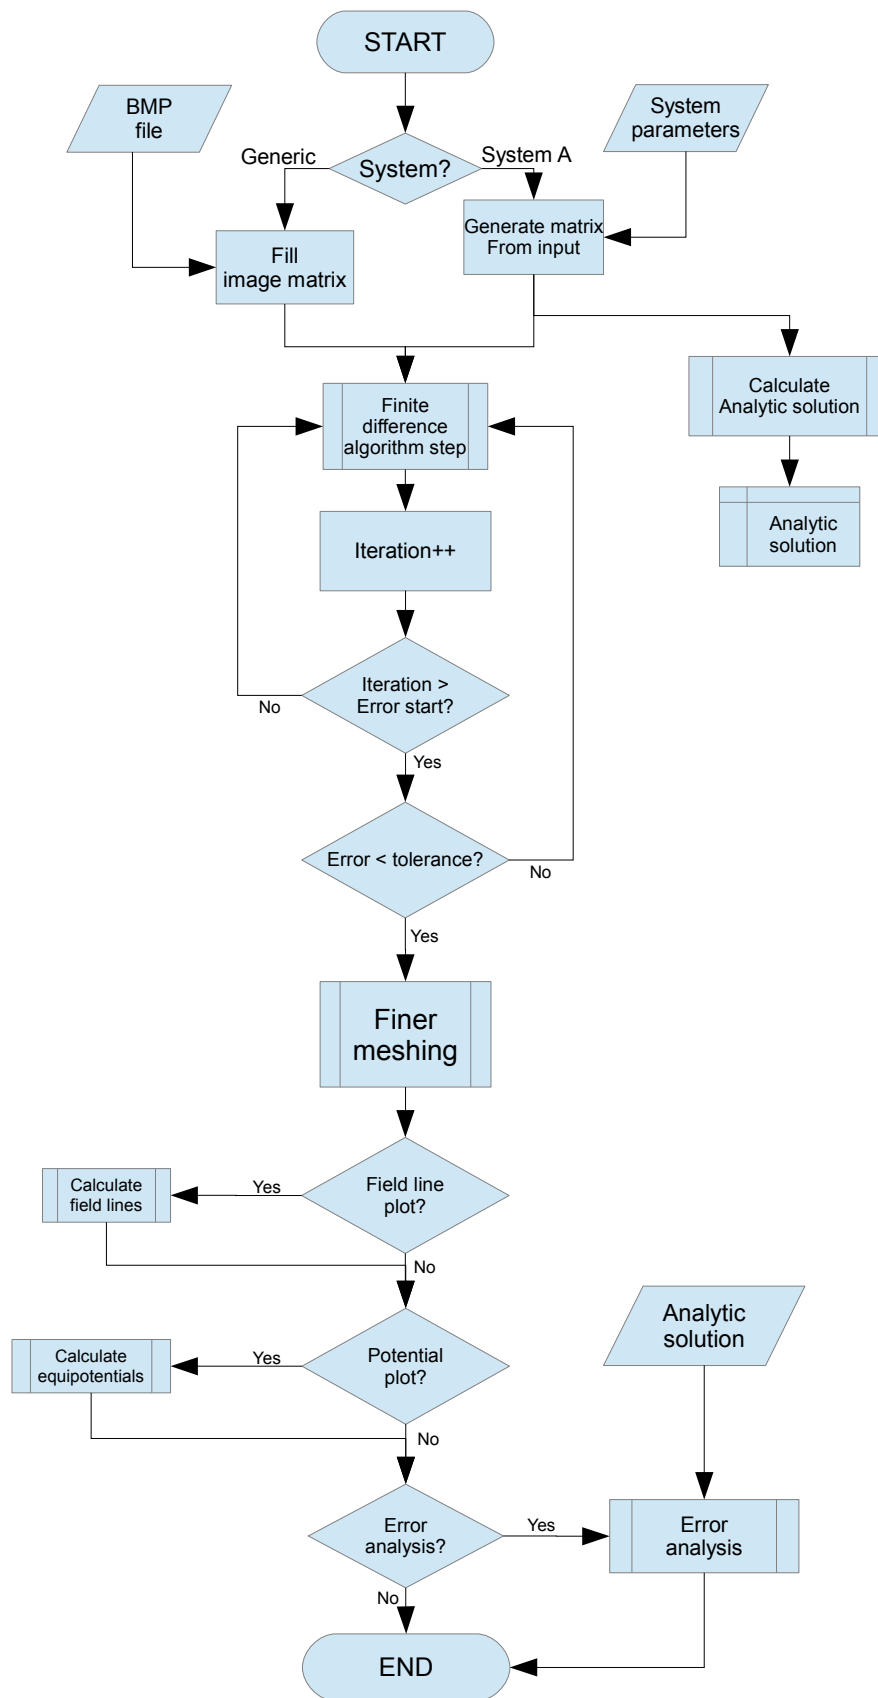 START
BMP
file
System
parameters
Generic
System?
System A
Generate matrix
From input
Fill
image matrix
Calculate
Analytic solution
Finite
difference
algorithm step
Analytic
solution
Iteration++
Iteration >
Error start?
No
Yes
Error < tolerance?
No
Yes
Finer
meshing
Calculate
field lines
Yes
Field line
plot?
No
Analytic
solution
Calculate
equipotentials
Yes
Potential
plot?
No
Error
analysis?
Yes
Error
analysis
No
END